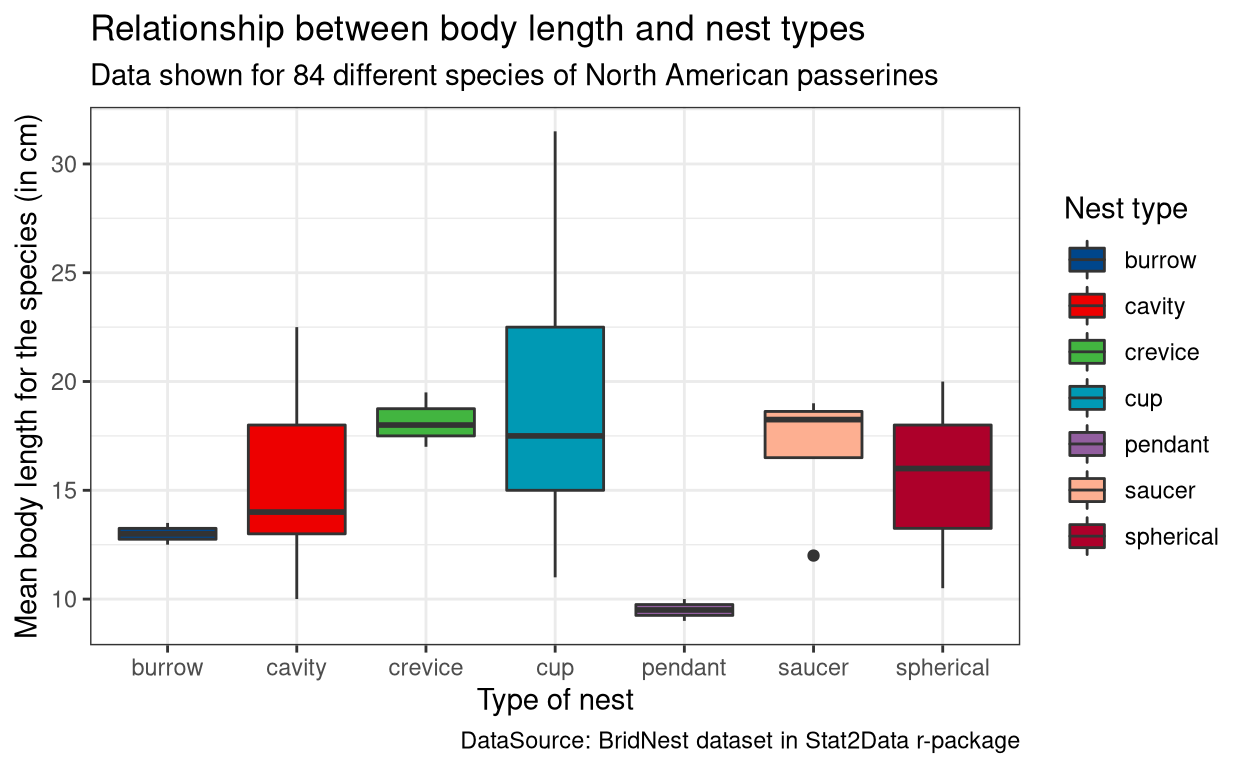 Relationship between body length and nest types
Data shown for 84 different species of North American passerines
Mean body length for the species (in cm)
30
25
20
15
10
burrow cavity crevice cup pendant saucer spherical
Type of nest
DataSource: BridNest dataset in Stat2Data r-package
Nest type
burrow
cavity
crevice
cup
pendant
saucer
spherical